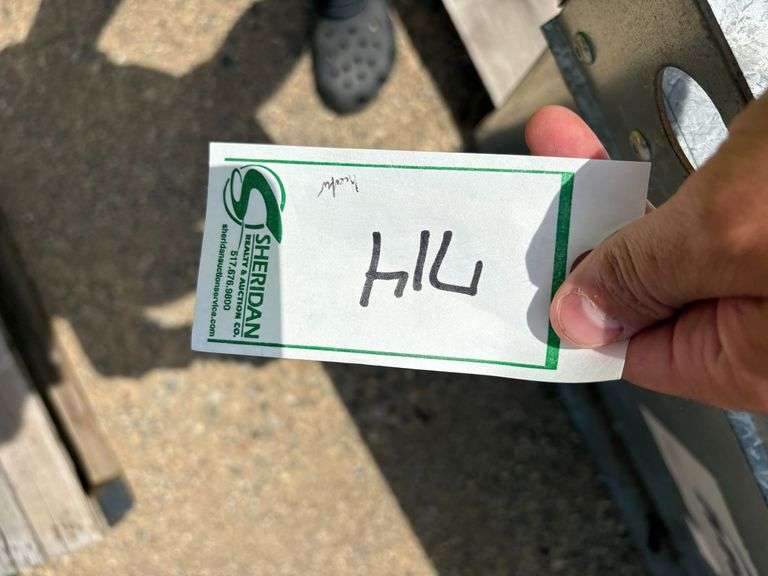 714
SHERIDAN
REALTY & AUCTION CO.
517.676.9800
sheridanauctionservice.com